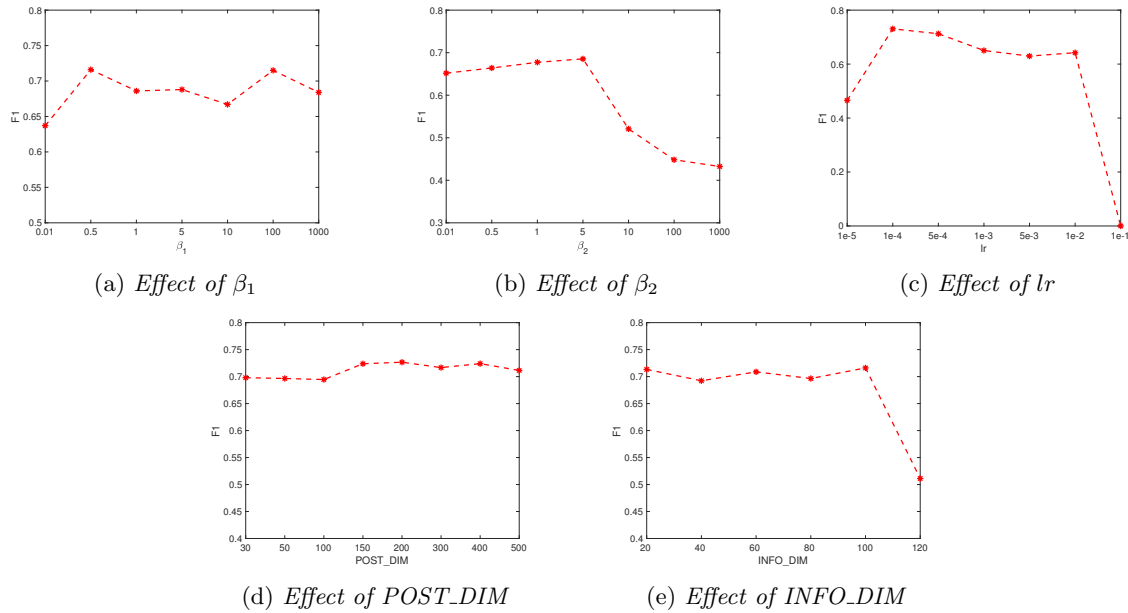 0.8
0.75
0.7
0.65
0.6
0.55
0.5
F1
0.01 0.5 1 5 10 100 1000
β1
(a) Effect of β1
0.8
0.7
0.6
0.5
0.4
0.3
F1
0.01 0.5 1 5 10 100 1000
β2
(b) Effect of β2
0.8
0.6
0.4
0.2
0
F1
1e-5 1e-4 5e-4 1e-3 5e-3 1e-2 1e-1
lr
(c) Effect of lr
0.8
0.75
0.7
0.65
0.6
0.55
0.5
0.45
0.4
F1
30 50 100 150 200 300 400 500
POST_DIM
(d) Effect of POST_DIM
0.8
0.75
0.7
0.65
0.6
0.55
0.5
0.45
0.4
F1
20 40 60 80 100 120
INFO_DIM
(e) Effect of INFO_DIM